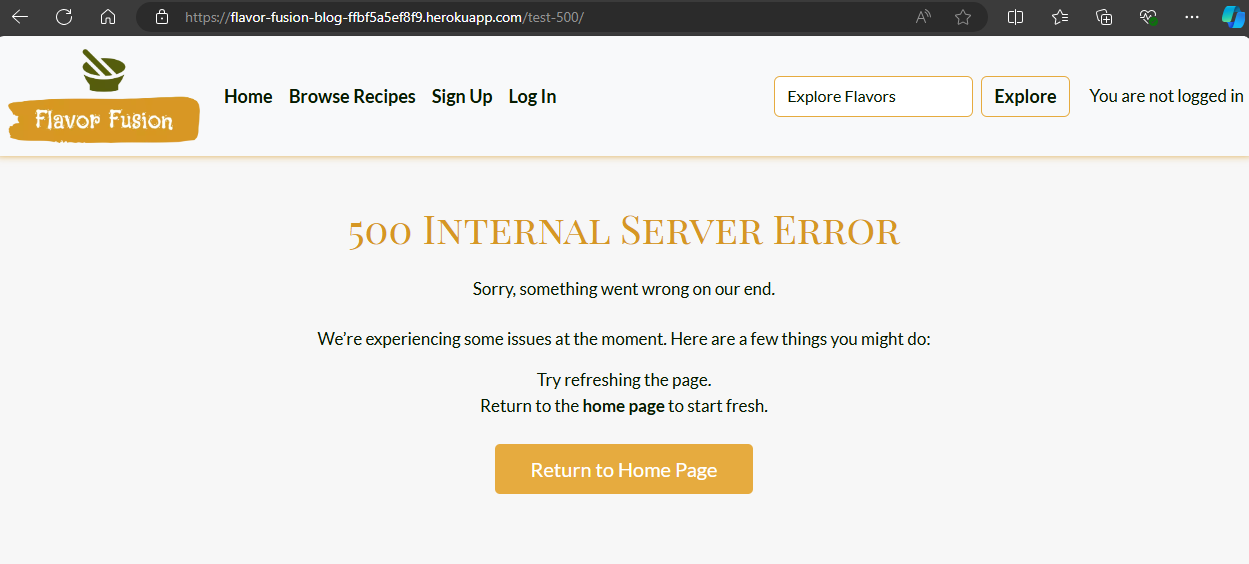 https://flavor-fusion-blog-ffbf5a5ef8f9.herokuapp.com/test-500/
Flavor Fusion
Home Browse Recipes Sign Up Log In
Explore Flavors Explore You are not logged in
500 Internal Server Error
Sorry, something went wrong on our end.
We’re experiencing some issues at the moment. Here are a few things you might do:
Try refreshing the page.
Return to the home page to start fresh.
Return to Home Page